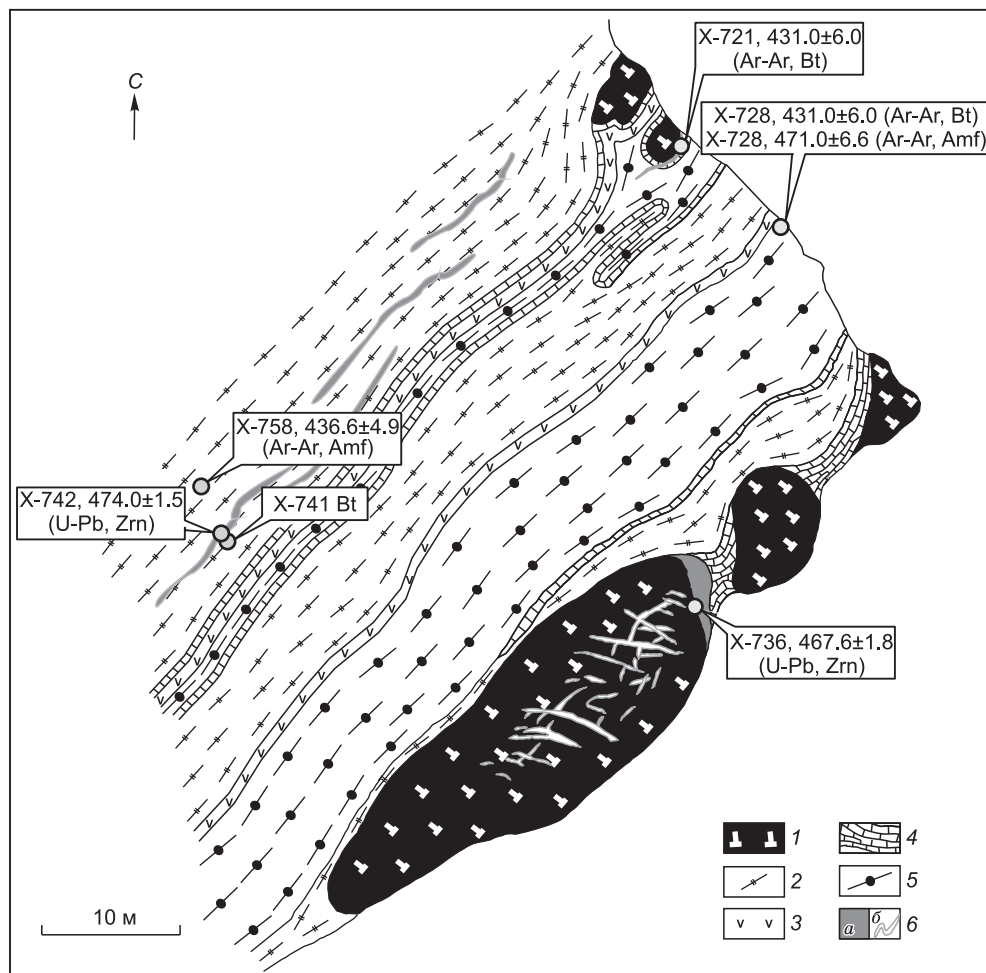 X-721, 431.0±6.0
(Ar-Ar, Bt)
С
X-728, 431.0±6.0 (Ar-Ar, Bt)
X-728, 471.0±6.6 (Ar-Ar, Amf)
X-758, 436.6±4.9
(Ar-Ar, Amf)
X-742, 474.0±1.5
(U-Pb, Zrn)
X-741 Bt
X-736, 467.6±1.8
(U-Pb, Zrn)
1
4
2
5
3
а
б
6
10 м